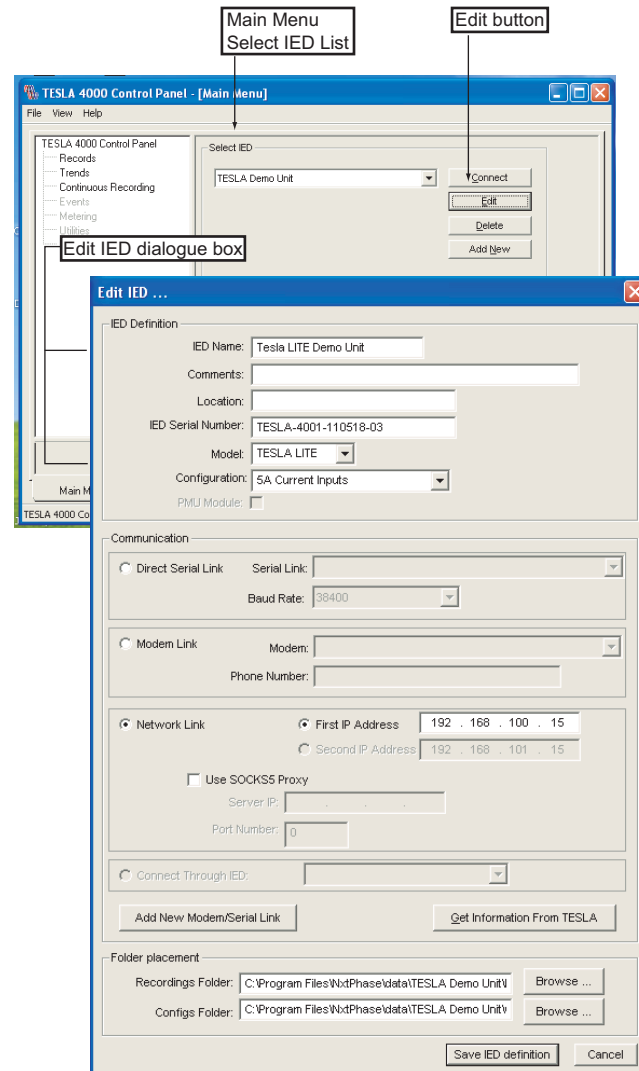 Main Menu
Select IED List
Edit button
TESLA 4000 Control Panel - [Main Menu]
File View Help
TESLA 4000 Control Panel
Records
Trends
Continuous Recording
Events
Metering
Utilities
Select IED
TESLA Demo Unit
Connect
Edit
Delete
Add New
Edit IED dialogue box
Main M
TESLA 4000 Co
Edit IED ...
IED Definition
IED Name: Tesla LITE Demo Unit
Comments:
Location:
IED Serial Number: TESLA-4001-110518-03
Model: TESLA LITE
Configuration: 5A Current Inputs
PMU Module:
Communication
Direct Serial Link Serial Link:
Baud Rate: 38400
Modem Link Modem:
Phone Number:
Network Link First IP Address 192 . 168 . 100 . 15
Second IP Address 192 . 168 . 101 . 15
Use SOCKS5 Proxy
Server IP: . . .
Port Number: 0
Connect Through IED:
Add New Modem/Serial Link Get Information From TESLA
Folder placement
Recordings Folder: C:\Program Files\NxtPhase\data\TESLA Demo Unit\ Browse ...
Configs Folder: C:\Program Files\NxtPhase\data\TESLA Demo Unit\ Browse ...
Save IED definition Cancel